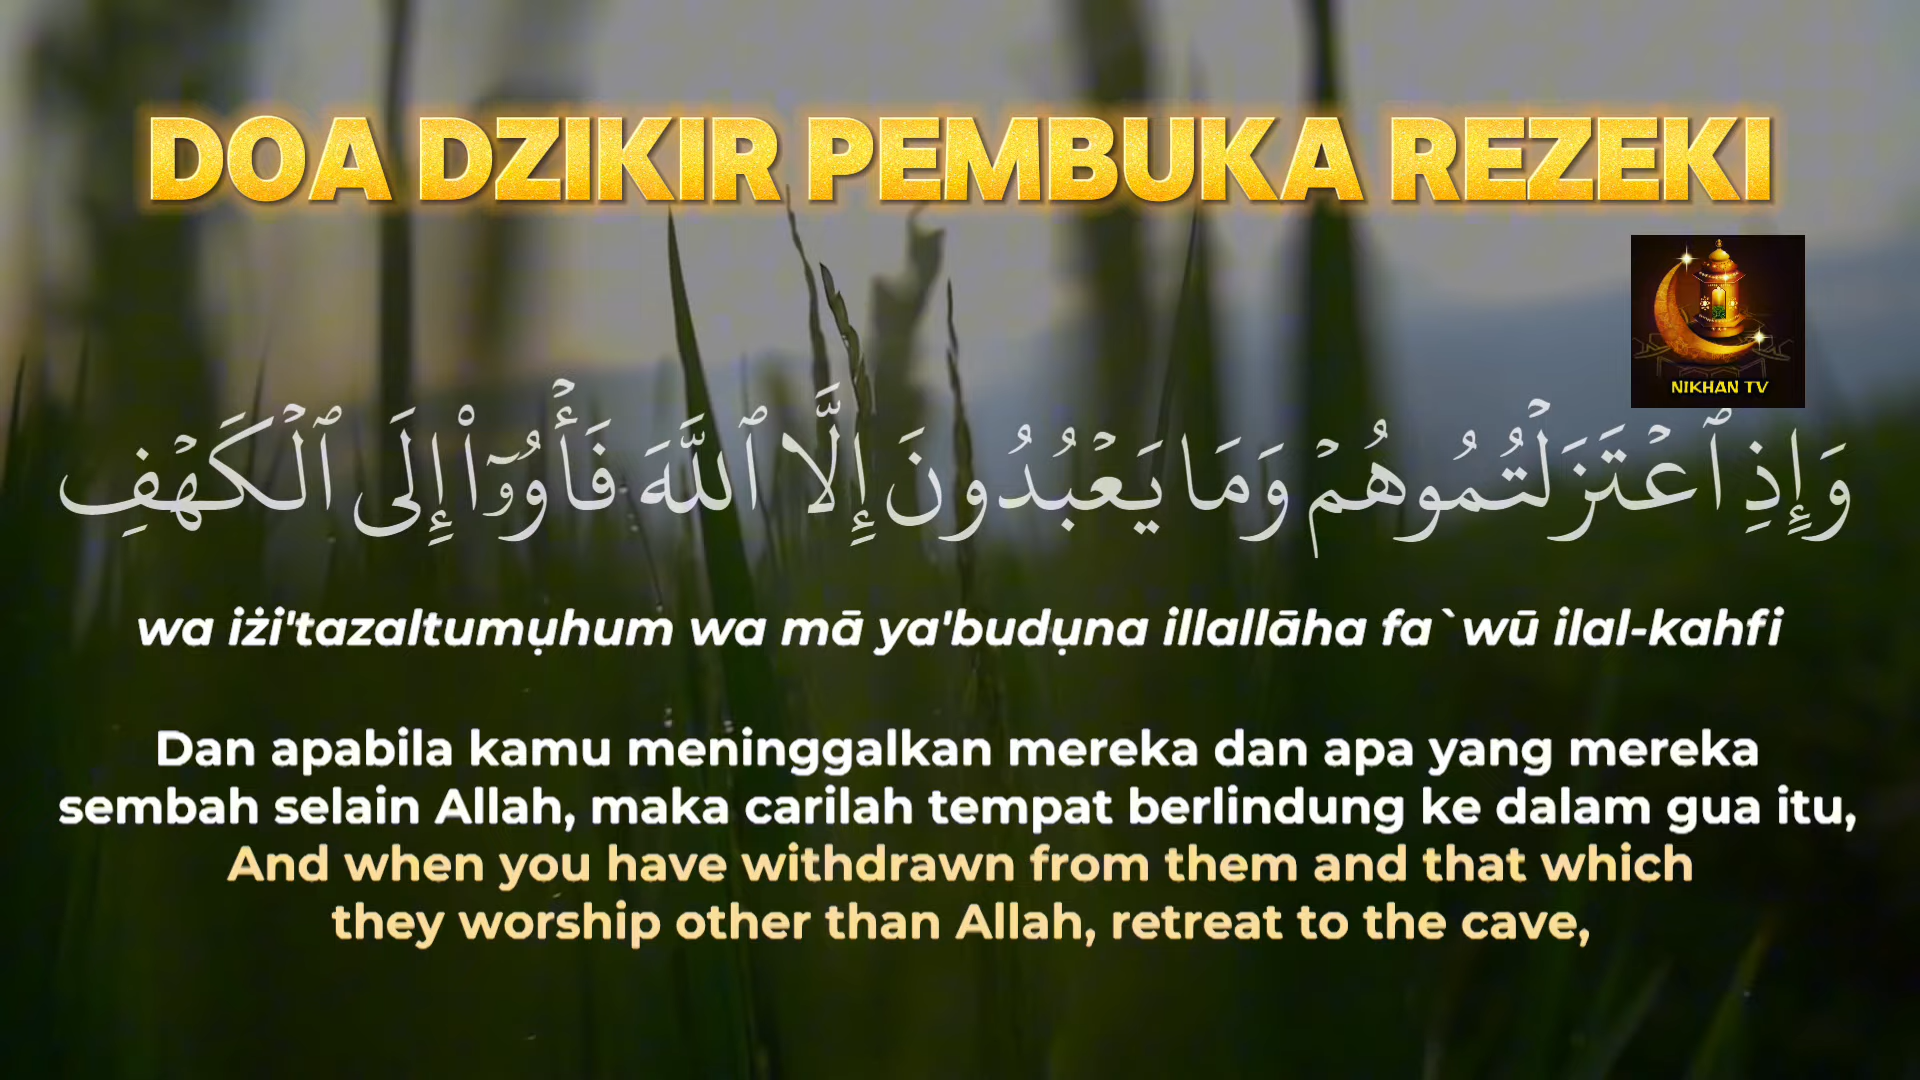 DOA DZIKIR PEMBUKA REZEKI
NIKHAN TV
وَإِذِ ٱعْتَزَلْتُمُوهُمْ وَمَا يَعْبُدُونَ إِلَّا ٱللَّهَ فَأْوُۥٓا۟ إِلَى ٱلْكَهْفِ
wa iżi'tazaltumụhum wa mā ya'budụna illallāha fa`wū ilal-kahfi
Dan apabila kamu meninggalkan mereka dan apa yang mereka
sembah selain Allah, maka carilah tempat berlindung ke dalam gua itu,
And when you have withdrawn from them and that which
they worship other than Allah, retreat to the cave,